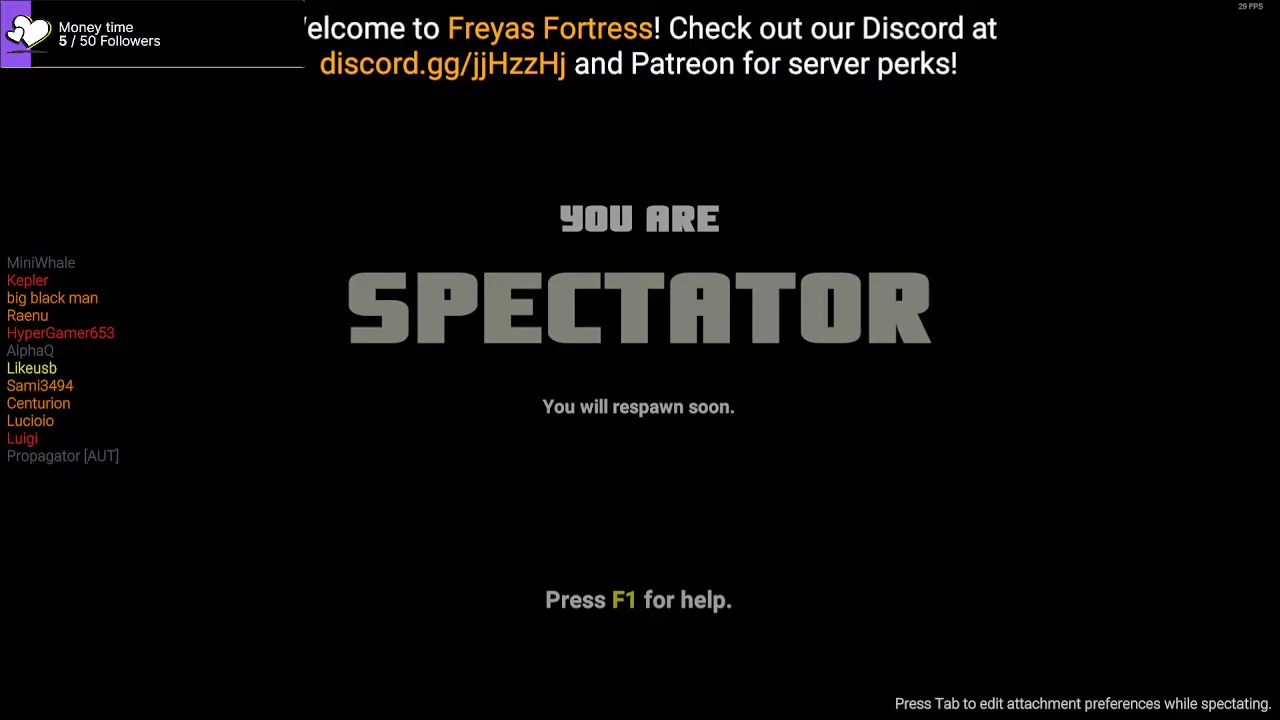 Money time
5 / 50 Followers
29 FPS
elcome to Freyas Fortress! Check out our Discord at
discord.gg/jjHzzHj and Patreon for server perks!
YOU ARE
SPECTATOR
You will respawn soon.
MiniWhale
Kepler
big black man
Raenu
HyperGamer653
AlphaQ
Likeusb
Sami3494
Centurion
Lucioio
Luigi
Propagator [AUT]
Press F1 for help.
Press Tab to edit attachment preferences while spectating.